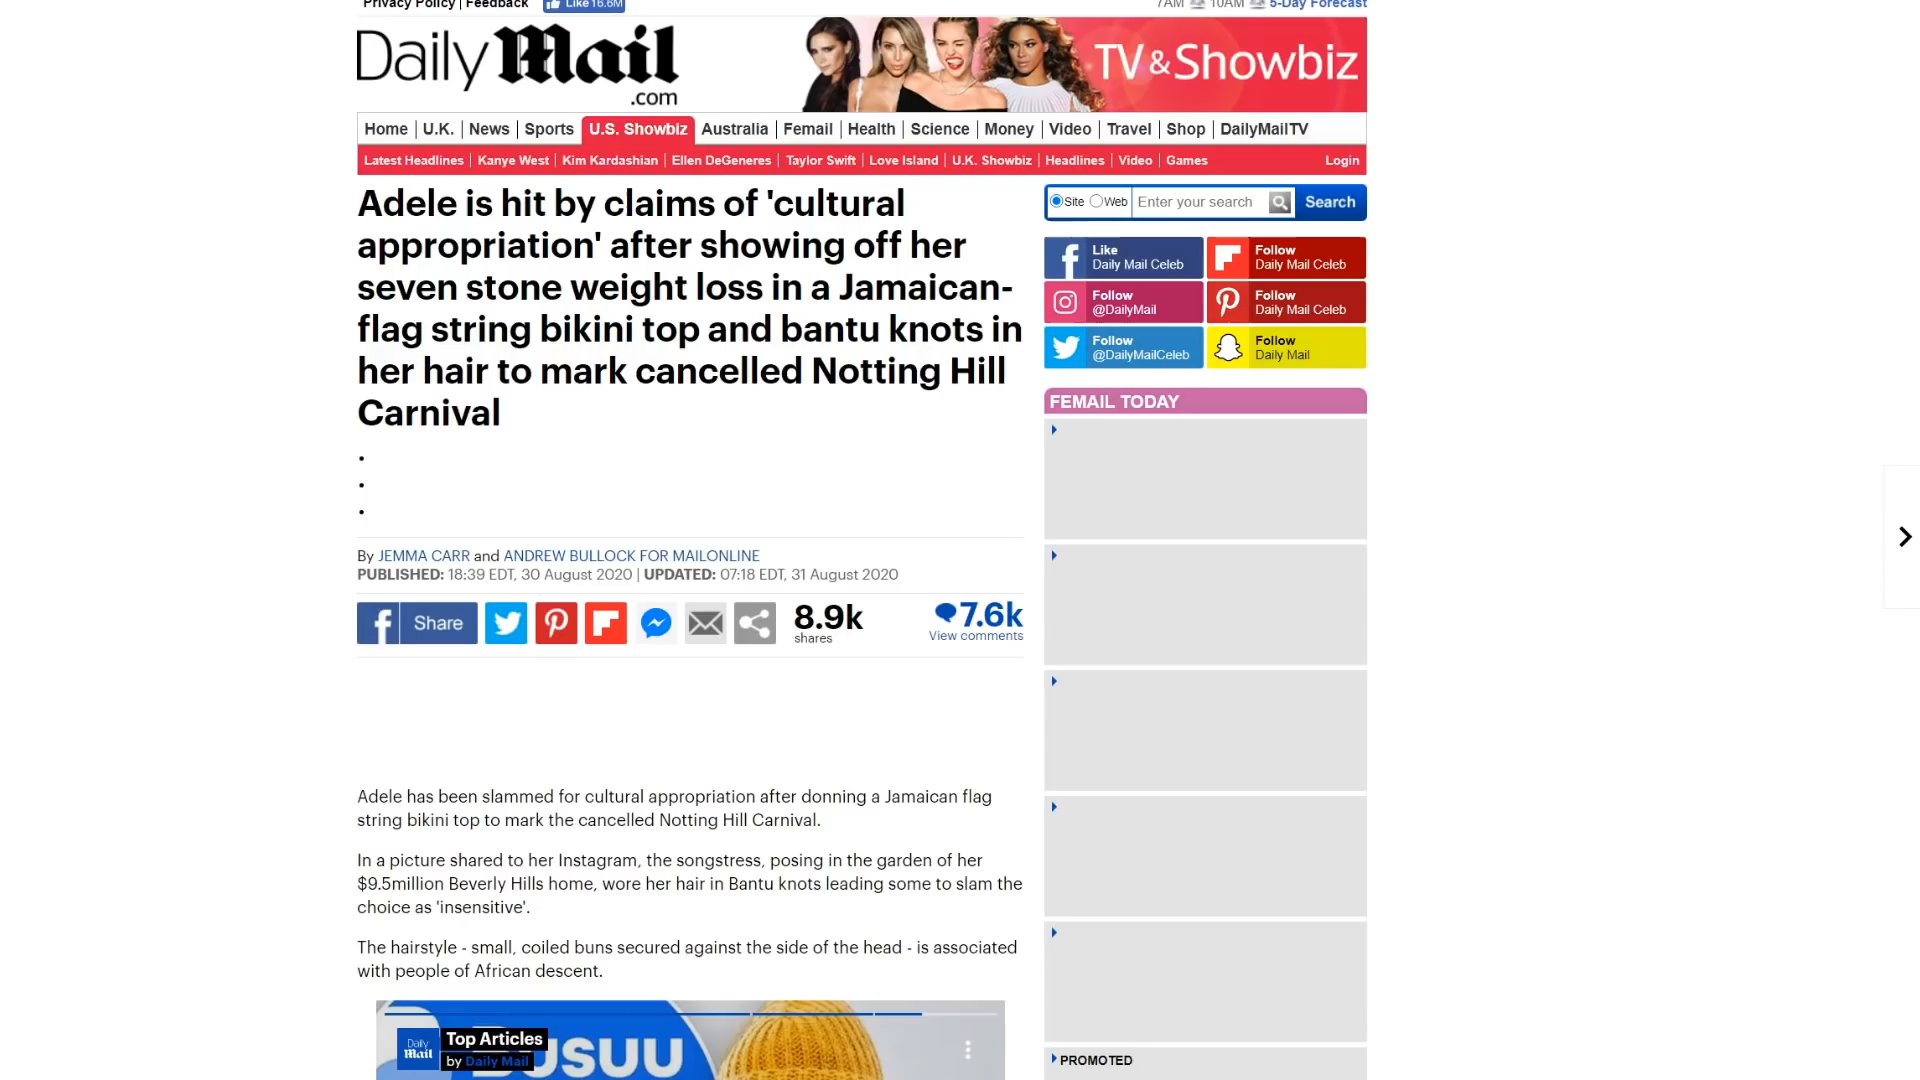 Privacy Policy | Feedback Like 16.6M 7AM 10AM 5-Day Forecast
Daily Mail
.com
TV & Showbiz
Home U.K. News Sports U.S. Showbiz Australia Femail Health Science Money Video Travel Shop DailyMailTV
Latest Headlines Kanye West Kim Kardashian Ellen DeGeneres Taylor Swift Love Island U.K. Showbiz Headlines Video Games Login
Adele is hit by claims of 'cultural
appropriation' after showing off her
seven stone weight loss in a Jamaican-
flag string bikini top and bantu knots in
her hair to mark cancelled Notting Hill
Carnival
By JEMMA CARR and ANDREW BULLOCK FOR MAILONLINE
PUBLISHED: 18:39 EDT, 30 August 2020 | UPDATED: 07:18 EDT, 31 August 2020
Share
8.9k
shares
7.6k
View comments
Adele has been slammed for cultural appropriation after donning a Jamaican flag
string bikini top to mark the cancelled Notting Hill Carnival.
In a picture shared to her Instagram, the songstress, posing in the garden of her
$9.5million Beverly Hills home, wore her hair in Bantu knots leading some to slam the
choice as 'insensitive'.
The hairstyle - small, coiled buns secured against the side of the head - is associated
with people of African descent.
Daily Mail
Top Articles
by Daily Mail
BUSUU
Site Web Enter your search Search
Like
Daily Mail Celeb
Follow
Daily Mail Celeb
Follow
@DailyMail
Follow
Daily Mail Celeb
Follow
@DailyMailCeleb
Follow
Daily Mail
FEMAIL TODAY
PROMOTED